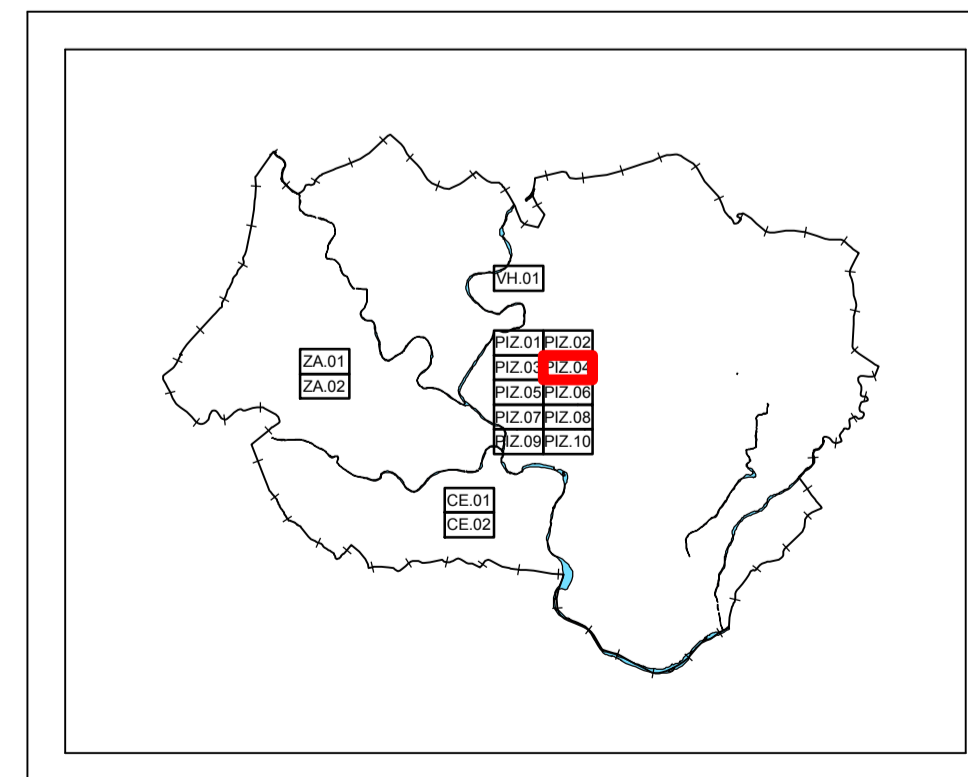 VH.01
PIZ.01 PIZ.02
PIZ.03 PIZ.04
PIZ.05 PIZ.06
PIZ.07 PIZ.08
PIZ.09 PIZ.10
ZA.01
ZA.02
CE.01
CE.02